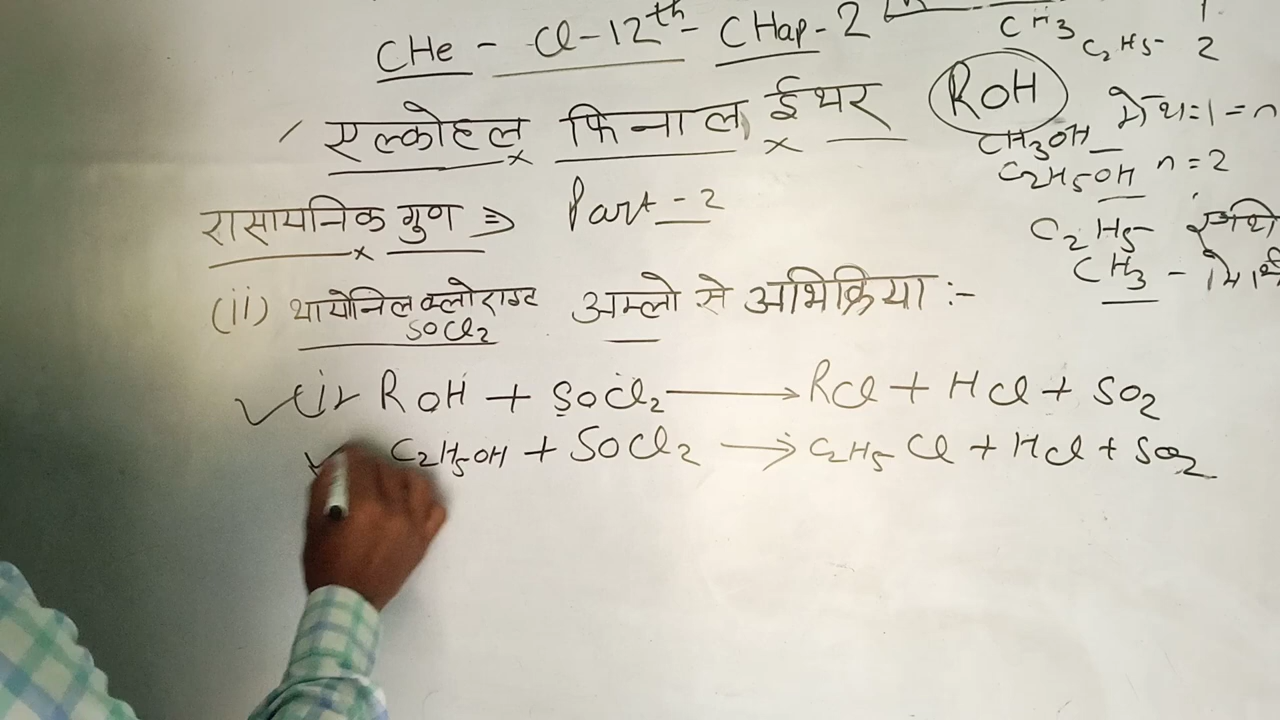 CHe - Cl-12th - CHap-2
CH3
1
C2H5- 2
एल्कोहल फिनाल ईथर
ROH
CH3OH
1 = n
C2H5OH n = 2
रासायनिक गुण ⇒ Part-2
C2H5-
CH3 -
(ii) थायोनिल क्लोराइड अम्लो से अभिक्रिया :-
SOCl2
ROH + SOCl2 → RCl + HCl + SO2
C2H5OH + SOCl2 → C2H5Cl + HCl + SO2